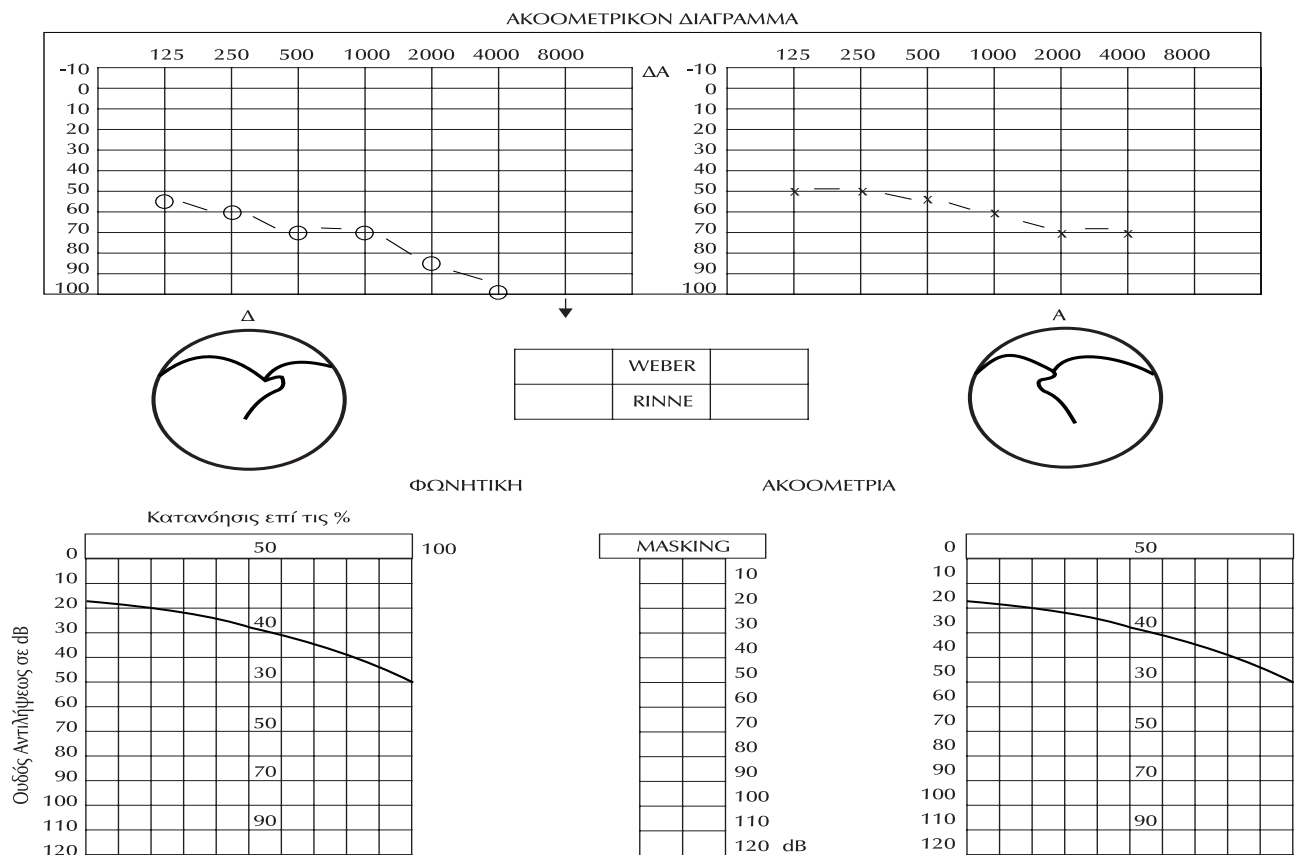 ΑΚΟΟΜΕΤΡΙΚΟΝ ΔΙΑΓΡΑΜΜΑ
125 250 500 1000 2000 4000 8000 125 250 500 1000 2000 4000 8000
-10 ΔΑ -10
0 0
10 10
20 20
30 30
40 40
50 50
60 60
70 70
80 80
90 90
100 100
Δ Α
WEBER
RINNE
ΦΩΝΗΤΙΚΗ ΑΚΟΟΜΕΤΡΙΑ
Κατανόησις επί τις %
0 50 100 MASKING 0 50
10 10 10
20 20 20
30 40 30 30 40
40 40 40
50 30 50 50 30
60 60 60
70 50 70 70 50
80 80 80
90 70 90 90 70
100 100 100
110 90 110 110 90
120 120 dB 120
Ουδός Αντιλήψεως σε dB